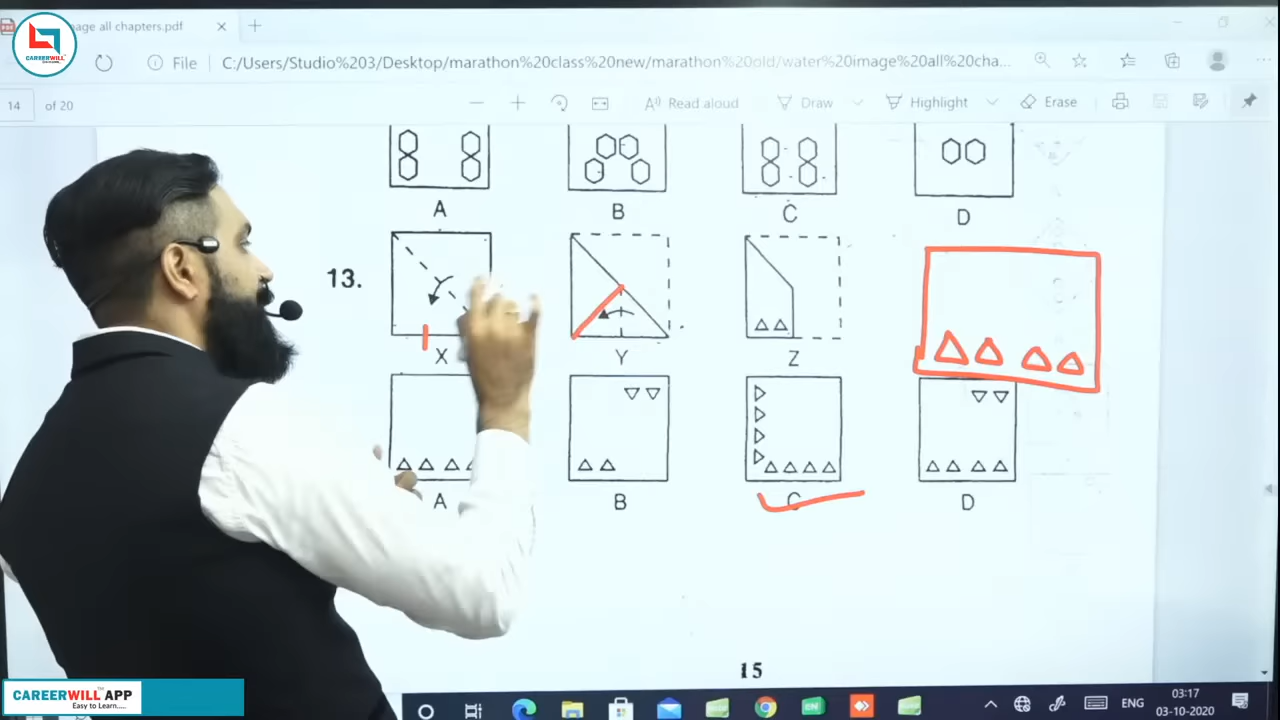 nage all chapters.pdf
CAREERWILL
File C:/Users/Studio%203/Desktop/marathon%20class%20new/marathon%20 d/water%20image%20all%20cha...
14 of 20 Read aloud Draw Highlight Erase
A B C D
13.
X Y Z
A B C D
15
CAREERWILL APP
Easy to Learn.....
ENG 03:17
03-10-2020